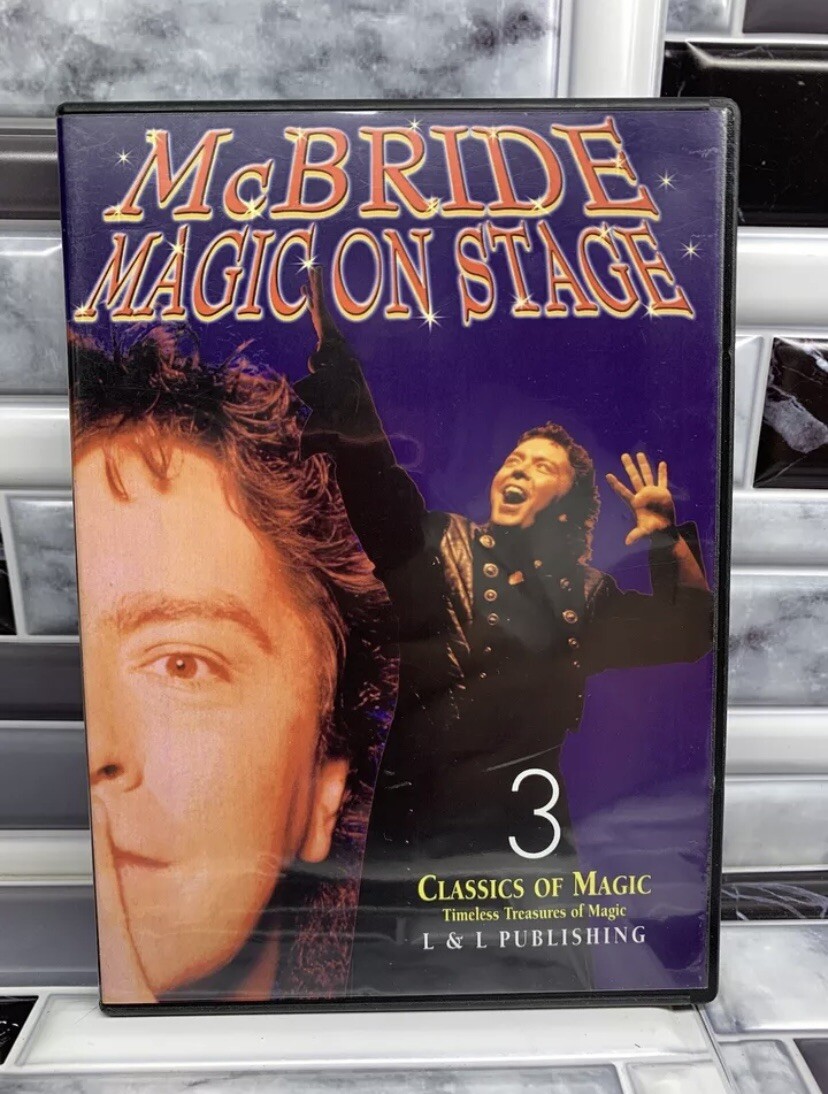 McBRIDE
MAGIC ON STAGE
3
CLASSICS OF MAGIC
Timeless Treasures of Magic
L & L PUBLISHING